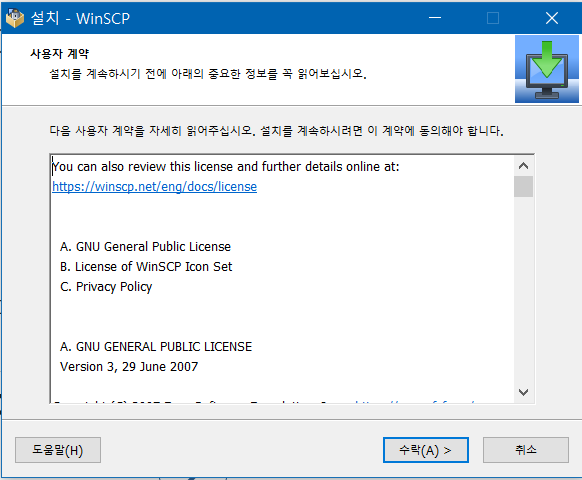 설치 - WinSCP
사용자 계약
설치를 계속하시기 전에 아래의 중요한 정보를 꼭 읽어보십시오.
다음 사용자 계약을 자세히 읽어주십시오. 설치를 계속하시려면 이 계약에 동의해야 합니다.
You can also review this license and further details online at:
https://winscp.net/eng/docs/license
A. GNU General Public License
B. License of WinSCP Icon Set
C. Privacy Policy
A. GNU GENERAL PUBLIC LICENSE
Version 3, 29 June 2007
도움말(H)
수락(A) >
취소